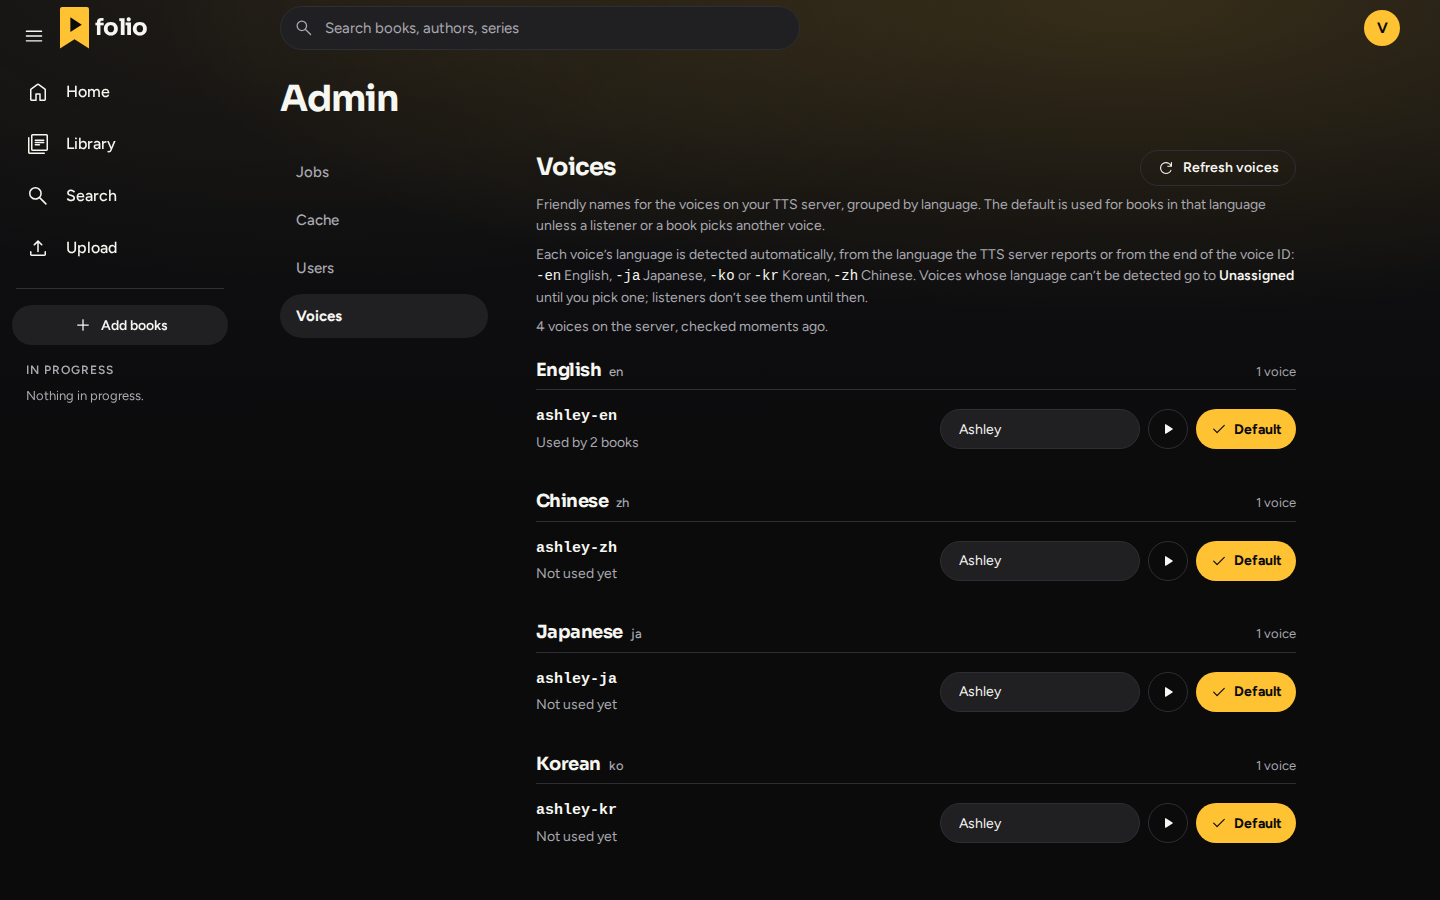 folio
Search books, authors, series
V
Home
Library
Search
Upload
Add books
IN PROGRESS
Nothing in progress.
Admin
Jobs
Cache
Users
Voices
Voices
Refresh voices
Friendly names for the voices on your TTS server, grouped by language. The default is used for books in that language
unless a listener or a book picks another voice.
Each voice’s language is detected automatically, from the language the TTS server reports or from the end of the voice ID:
-en English, -ja Japanese, -ko or -kr Korean, -zh Chinese. Voices whose language can’t be detected go to Unassigned
until you pick one; listeners don’t see them until then.
4 voices on the server, checked moments ago.
English en 1 voice
ashley-en
Used by 2 books
Ashley
Default
Chinese zh 1 voice
ashley-zh
Not used yet
Ashley
Default
Japanese ja 1 voice
ashley-ja
Not used yet
Ashley
Default
Korean ko 1 voice
ashley-kr
Not used yet
Ashley
Default